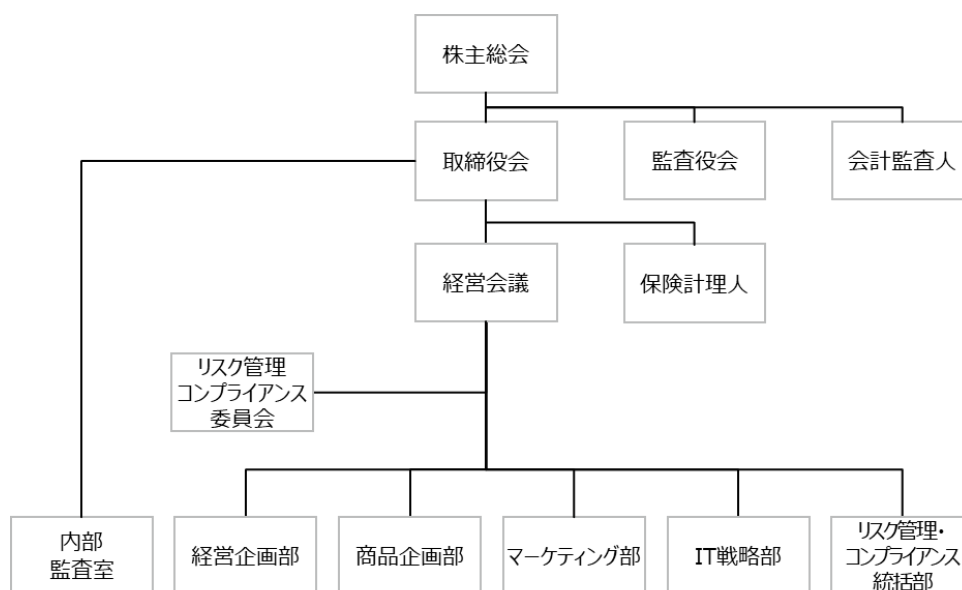 株主総会
取締役会
監査役会
会計監査人
経営会議
保険計理人
リスク管理
コンプライアンス
委員会
内部
監査室
経営企画部
商品企画部
マーケティング部
IT戦略部
リスク管理・
コンプライアンス
統括部